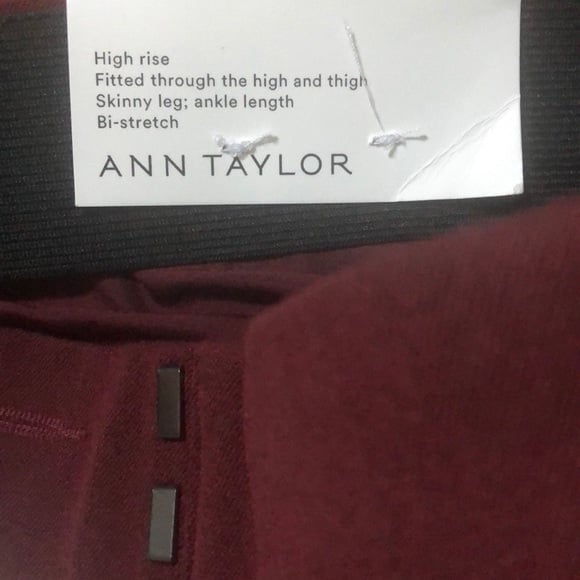 High rise
Fitted through the high and thigh
Skinny leg; ankle length
Bi-stretch
ANN TAYLOR